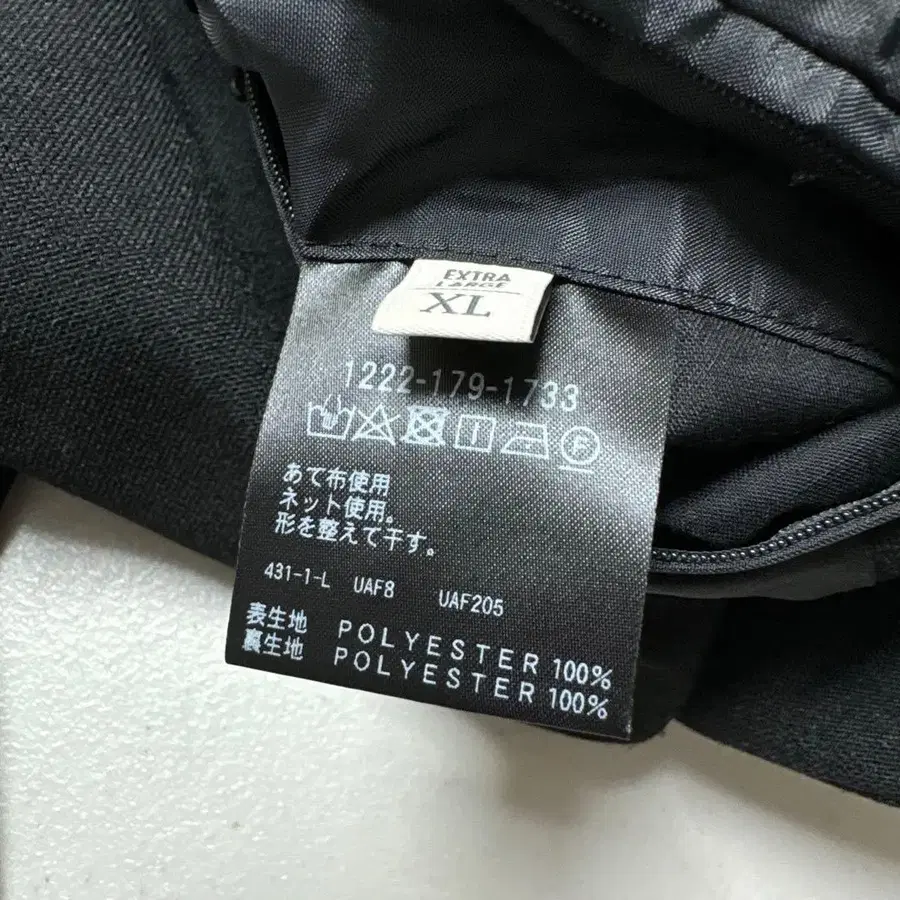 EXTRA
LARGE
XL
1222-179-1733
F
あて布使用
ネット使用。
形を整えて干す。
431-1-L UAF8 UAF205
表生地 POLYESTER 100%
裏生地 POLYESTER 100%